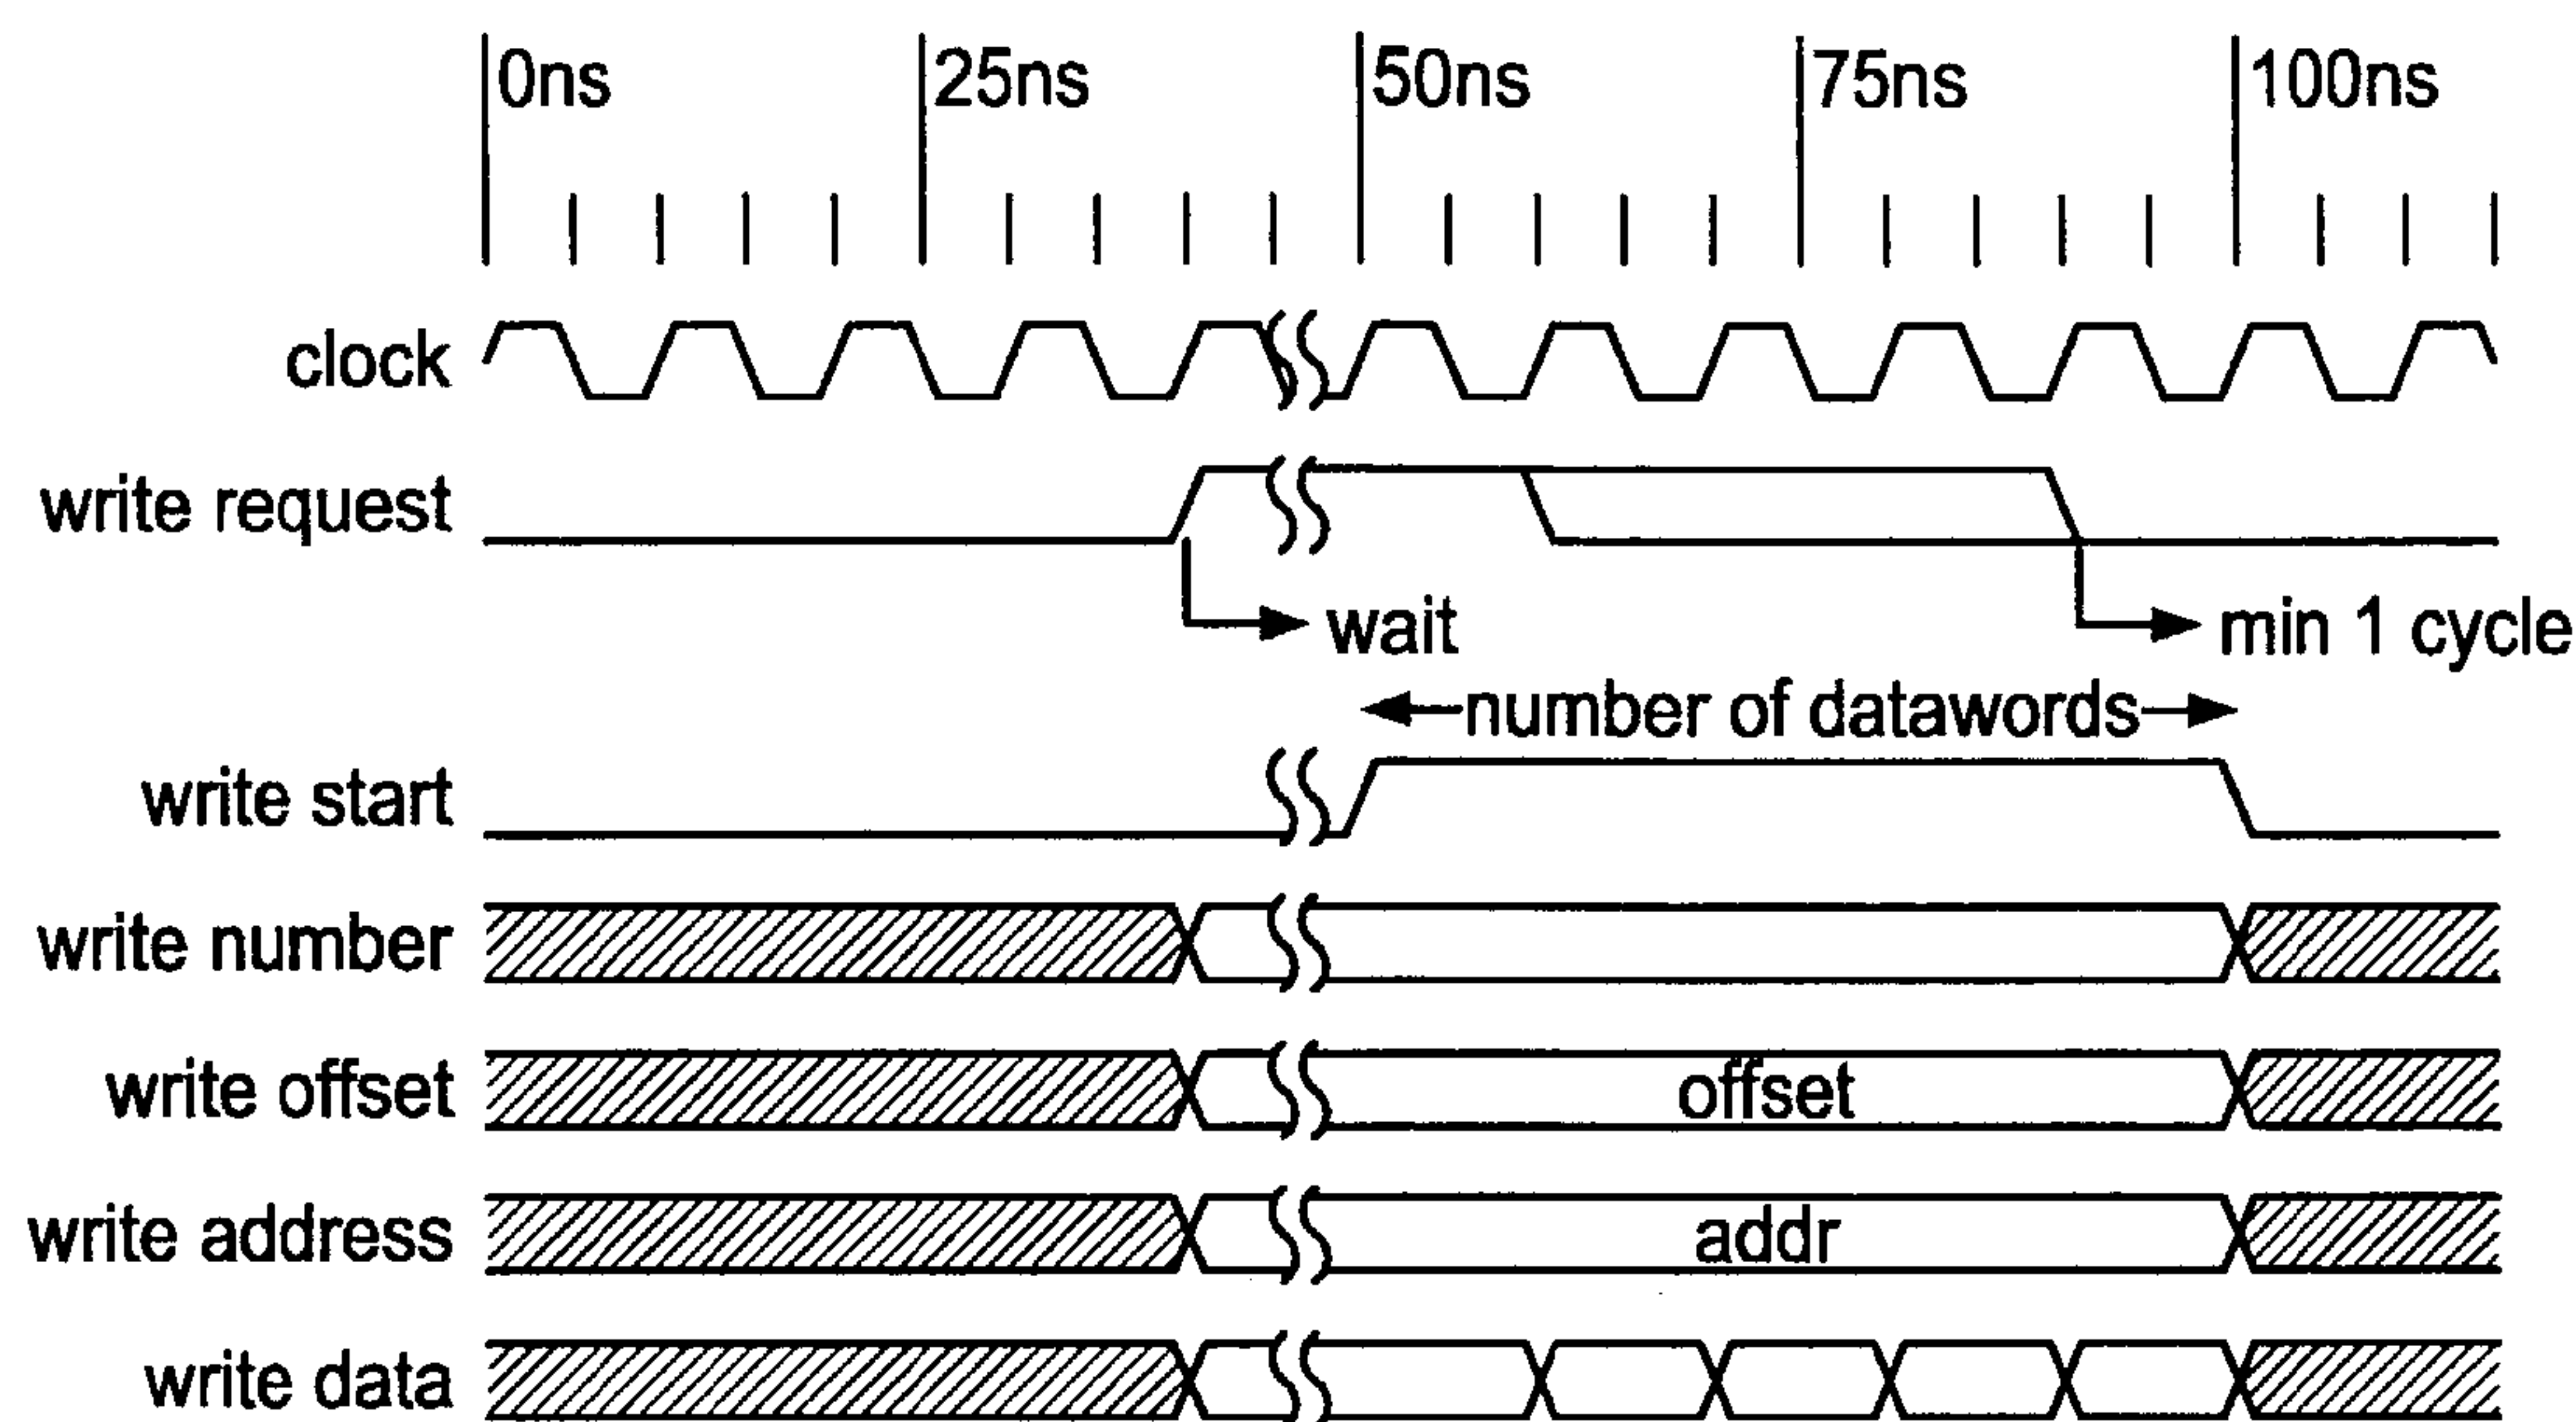 0ns 25ns 50ns 75ns 100ns
clock
write request
wait min 1 cycle
number of datawords
write start
write number
write offset offset
write address addr
write data